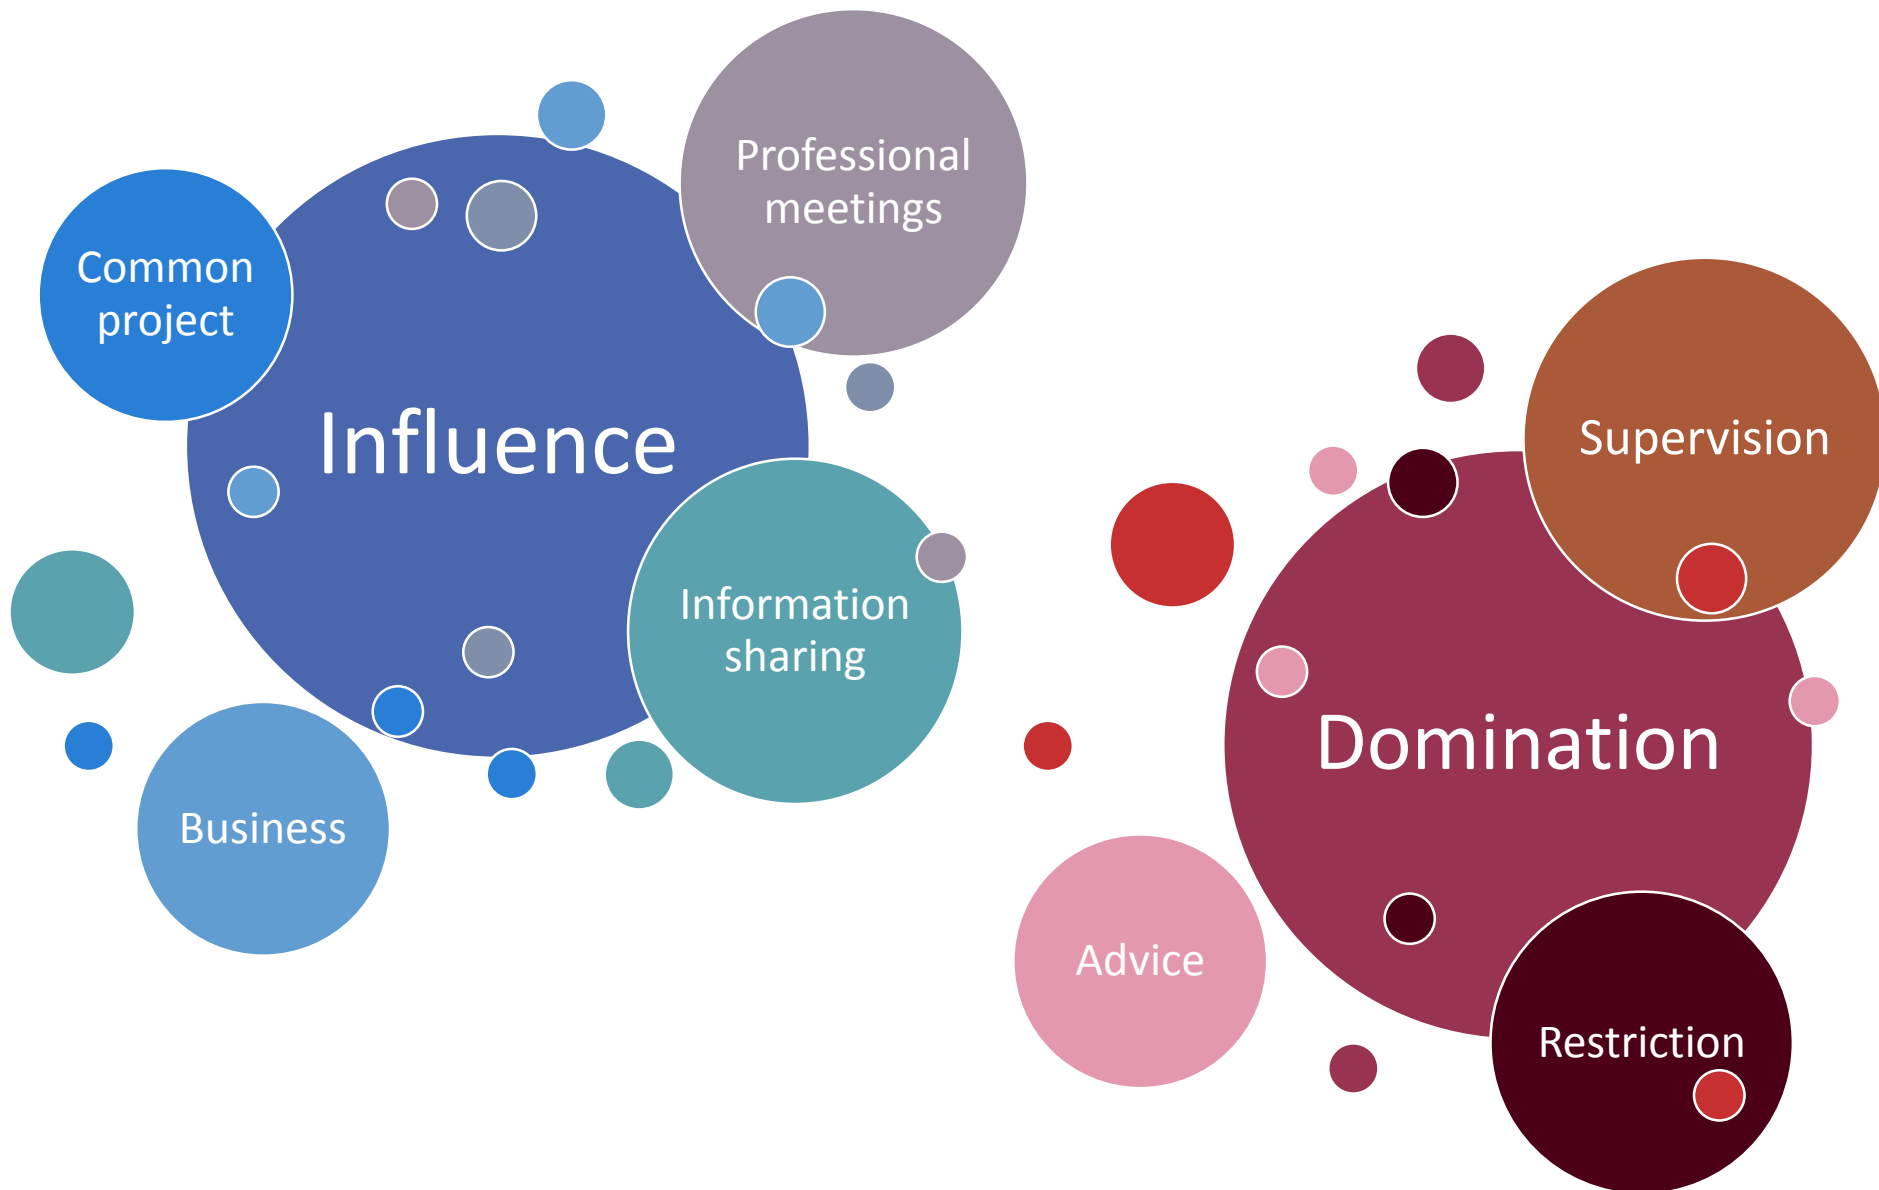 Professional
meetings
Common
project
Influence
Information
sharing
Business
Supervision
Domination
Advice
Restriction